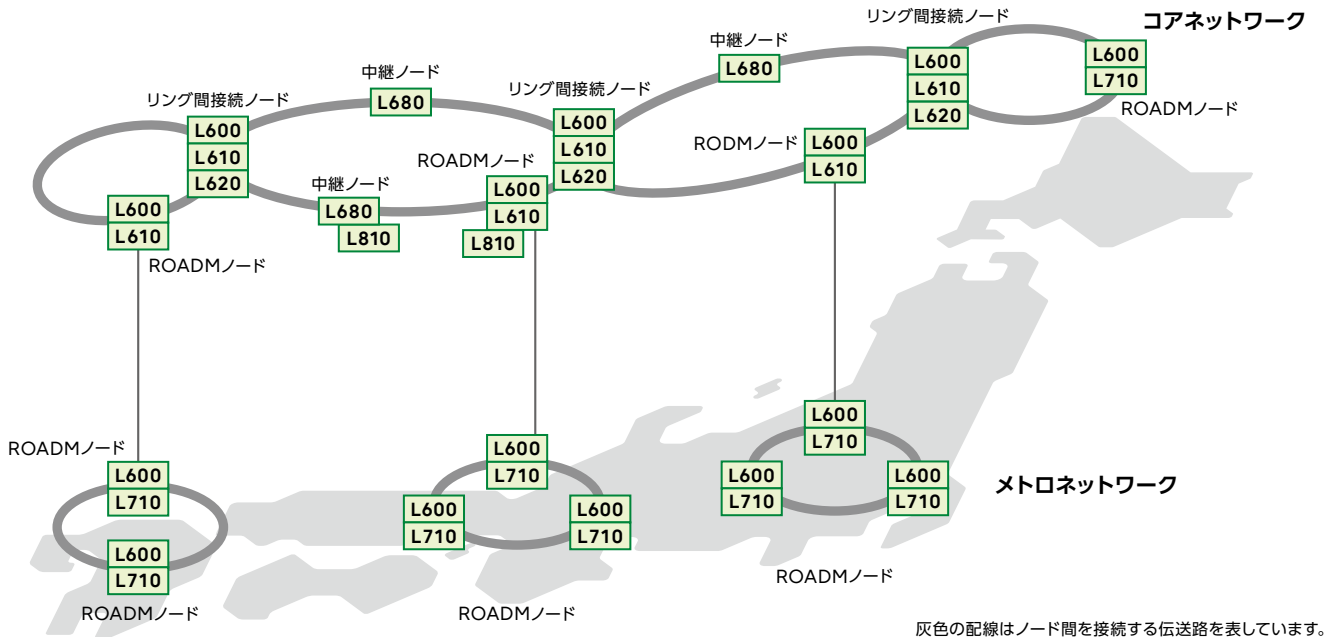 リング間接続ノード
コアネットワーク
中継ノード
L680
L600
L610
L620
L600
L710
ROADMノード
中継ノード
L680
リング間接続ノード
L600
L610
L620
リング間接続ノード
L600
L610
L620
RODMノード
L600
L610
ROADMノード
L600
L610
L810
中継ノード
L680
L810
L600
L610
ROADMノード
ROADMノード
L600
L710
L600
L710
ROADMノード
L600
L710
L600
L710
L600
L710
ROADMノード
L600
L710
L600
L710
L600
L710
ROADMノード
メトロネットワーク
灰色の配線はノード間を接続する伝送路を表しています。